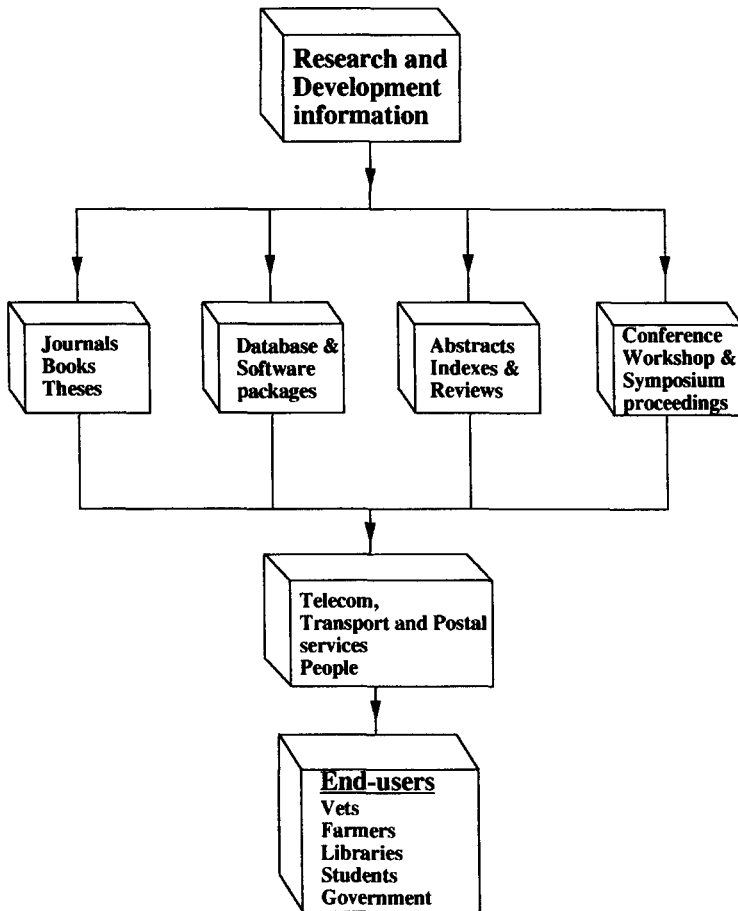 Research and
Development
information
Journals
Books
Theses
Database &
Software
packages
Abstracts
Indexes &
Reviews
Conference
Workshop &
Symposium
proceedings
Telecom,
Transport and Postal
services
People
End-users
Vets
Farmers
Libraries
Students
Government